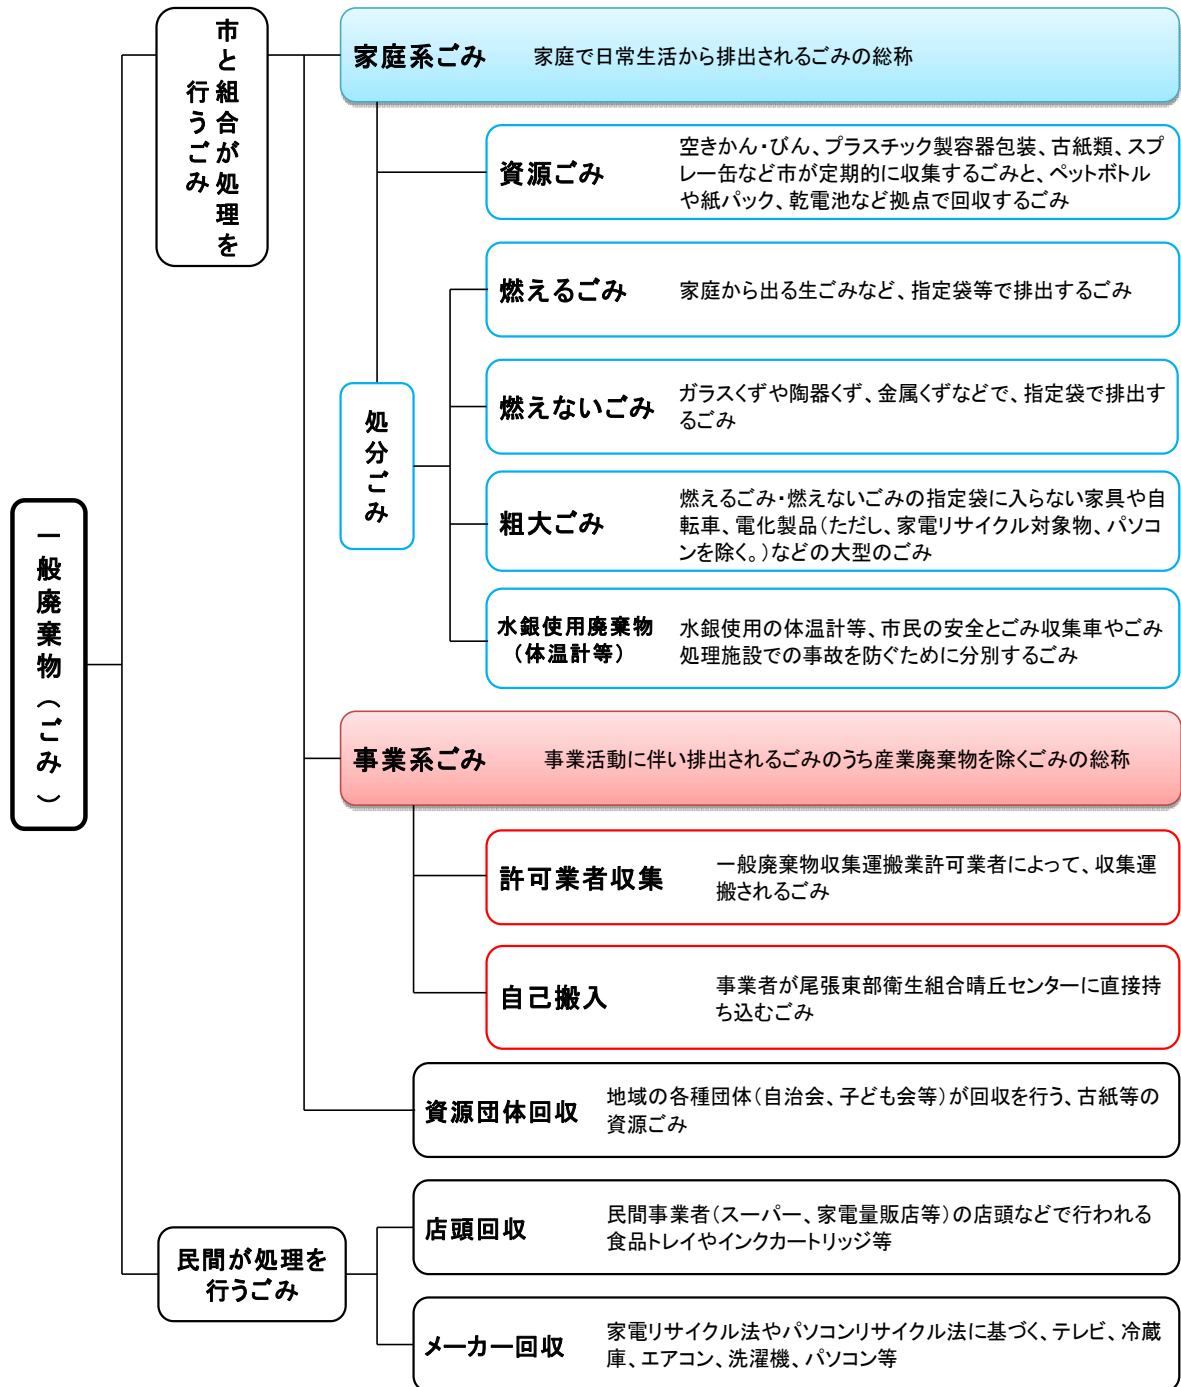 一般廃棄物（ごみ）
市と組合が処理を
行うごみ
家庭系ごみ
家庭で日常生活から排出されるごみの総称
資源ごみ
空きかん・びん、プラスチック製容器包装、古紙類、スプ
レー缶など市が定期的に収集するごみと、ペットボトル
や紙パック、乾電池など拠点で回収するごみ
処分ごみ
燃えるごみ
家庭から出る生ごみなど、指定袋等で排出するごみ
燃えないごみ
ガラスくずや陶器くず、金属くずなどで、指定袋で排出す
るごみ
粗大ごみ
燃えるごみ・燃えないごみの指定袋に入らない家具や自
転車、電化製品（ただし、家電リサイクル対象物、パソコ
ンを除く。）などの大型のごみ
水銀使用廃棄物
（体温計等）
水銀使用の体温計等、市民の安全とごみ収集車やごみ
処理施設での事故を防ぐために分別するごみ
事業系ごみ
事業活動に伴い排出されるごみのうち産業廃棄物を除くごみの総称
許可業者収集
一般廃棄物収集運搬業許可業者によって、収集運
搬されるごみ
自己搬入
事業者が尾張東部衛生組合晴丘センターに直接持
ち込むごみ
資源団体回収
地域の各種団体（自治会、子ども会等）が回収を行う、古紙等の
資源ごみ
民間が処理を
行うごみ
店頭回収
民間事業者（スーパー、家電量販店等）の店頭などで行われる
食品トレイやインクカートリッジ等
メーカー回収
家電リサイクル法やパソコンリサイクル法に基づく、テレビ、冷蔵
庫、エアコン、洗濯機、パソコン等